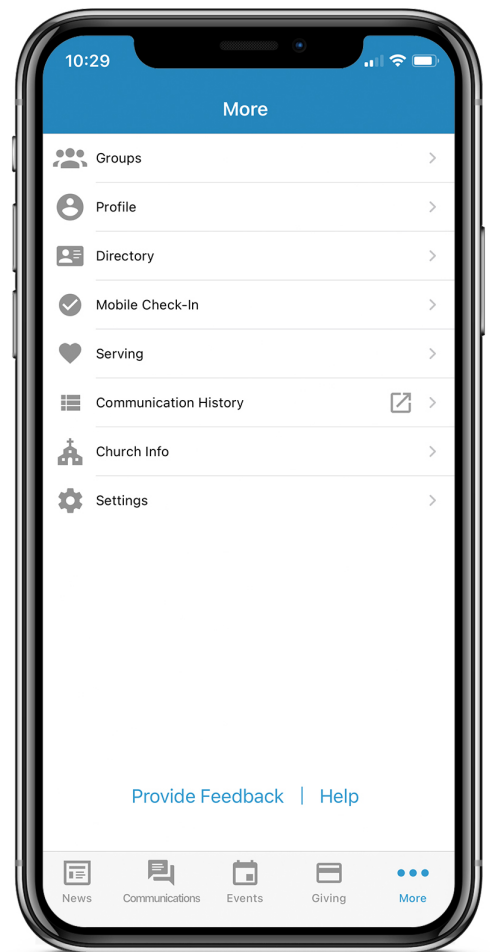 10:29
More
Groups
Profile
Directory
Mobile Check-In
Serving
Communication History
Church Info
Settings
Provide Feedback | Help
News Communications Events Giving More